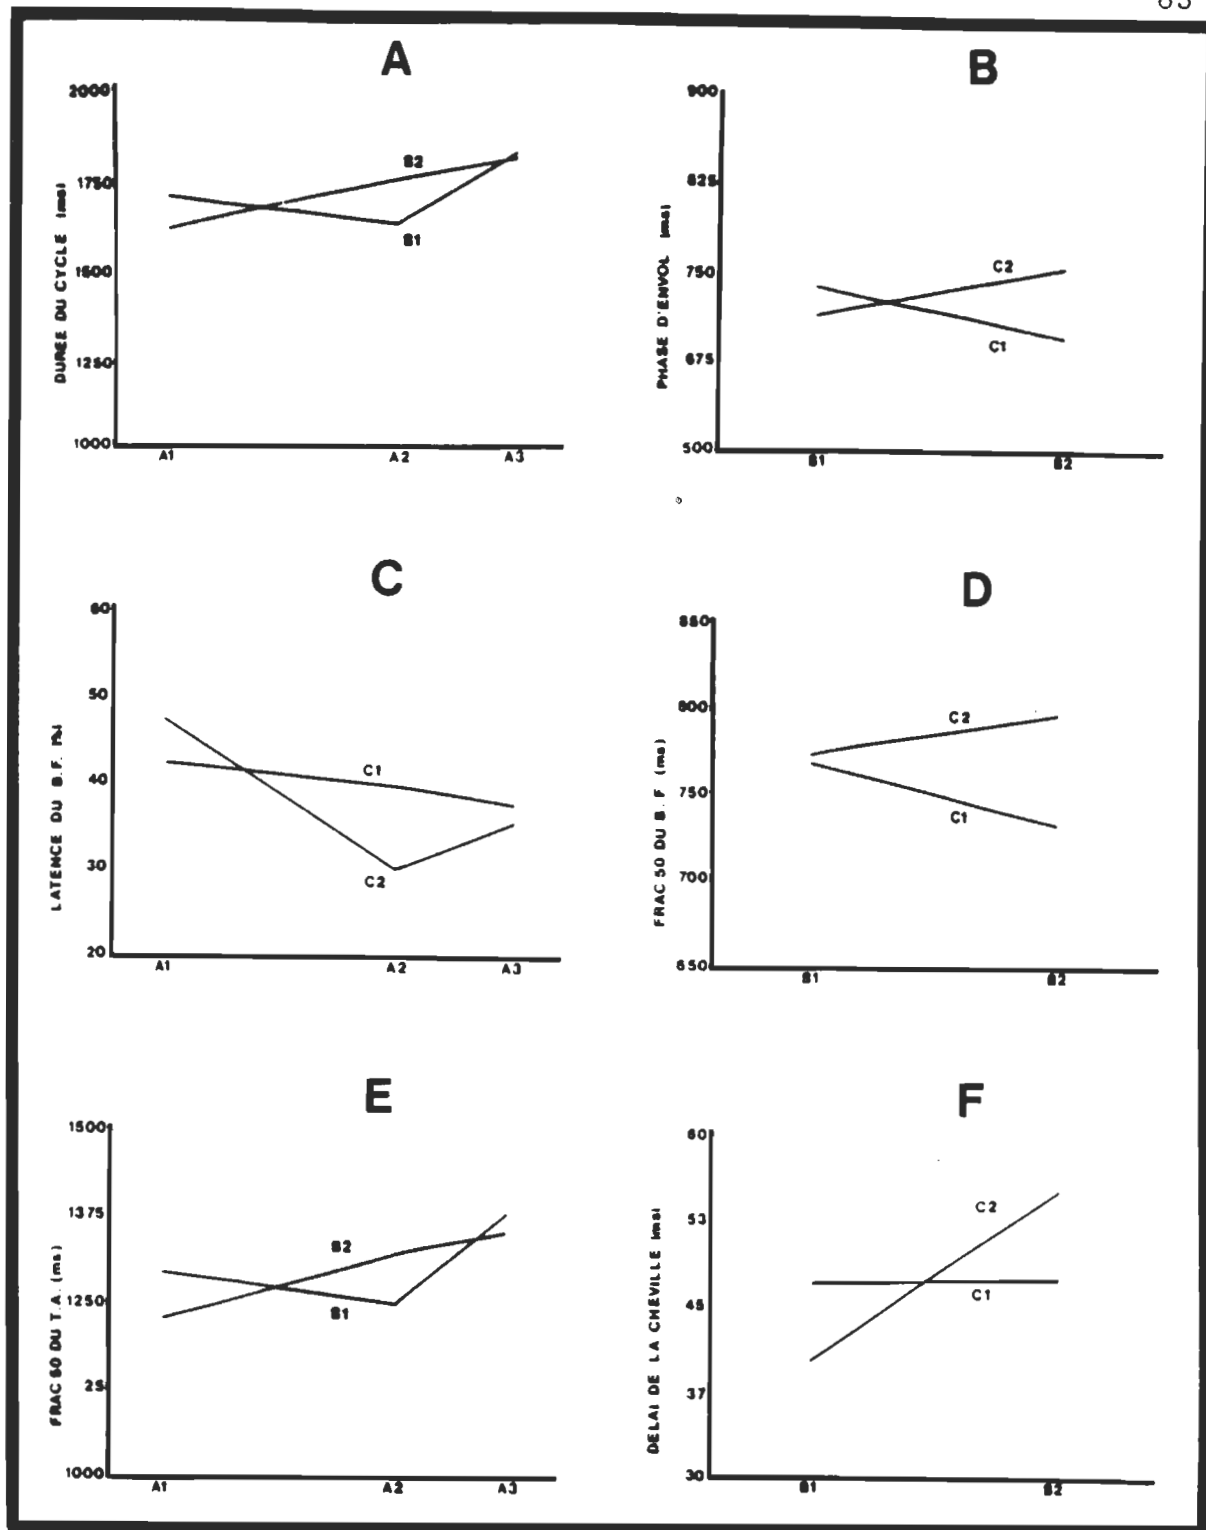 A
2000
1750
1500
1250
1000
DUREE DU CYCLE (ms)
B2
B1
A1 A2 A3
B
900
825
750
675
500
PHASE D'ENVOL (ms)
C2
C1
B1 B2
C
60
50
40
30
20
LATENCE DU B.F.
C1
C2
A1 A2 A3
D
800
750
700
650
FRAC 50 DU B.F (ms)
C2
C1
B1 B2
E
1500
1375
1250
25
1000
FRAC 50 DU T.A. (ms)
B2
B1
A1 A2 A3
F
60
53
45
37
30
DELAI DE LA CHEVILLE (ms)
C2
C1
B1 B2